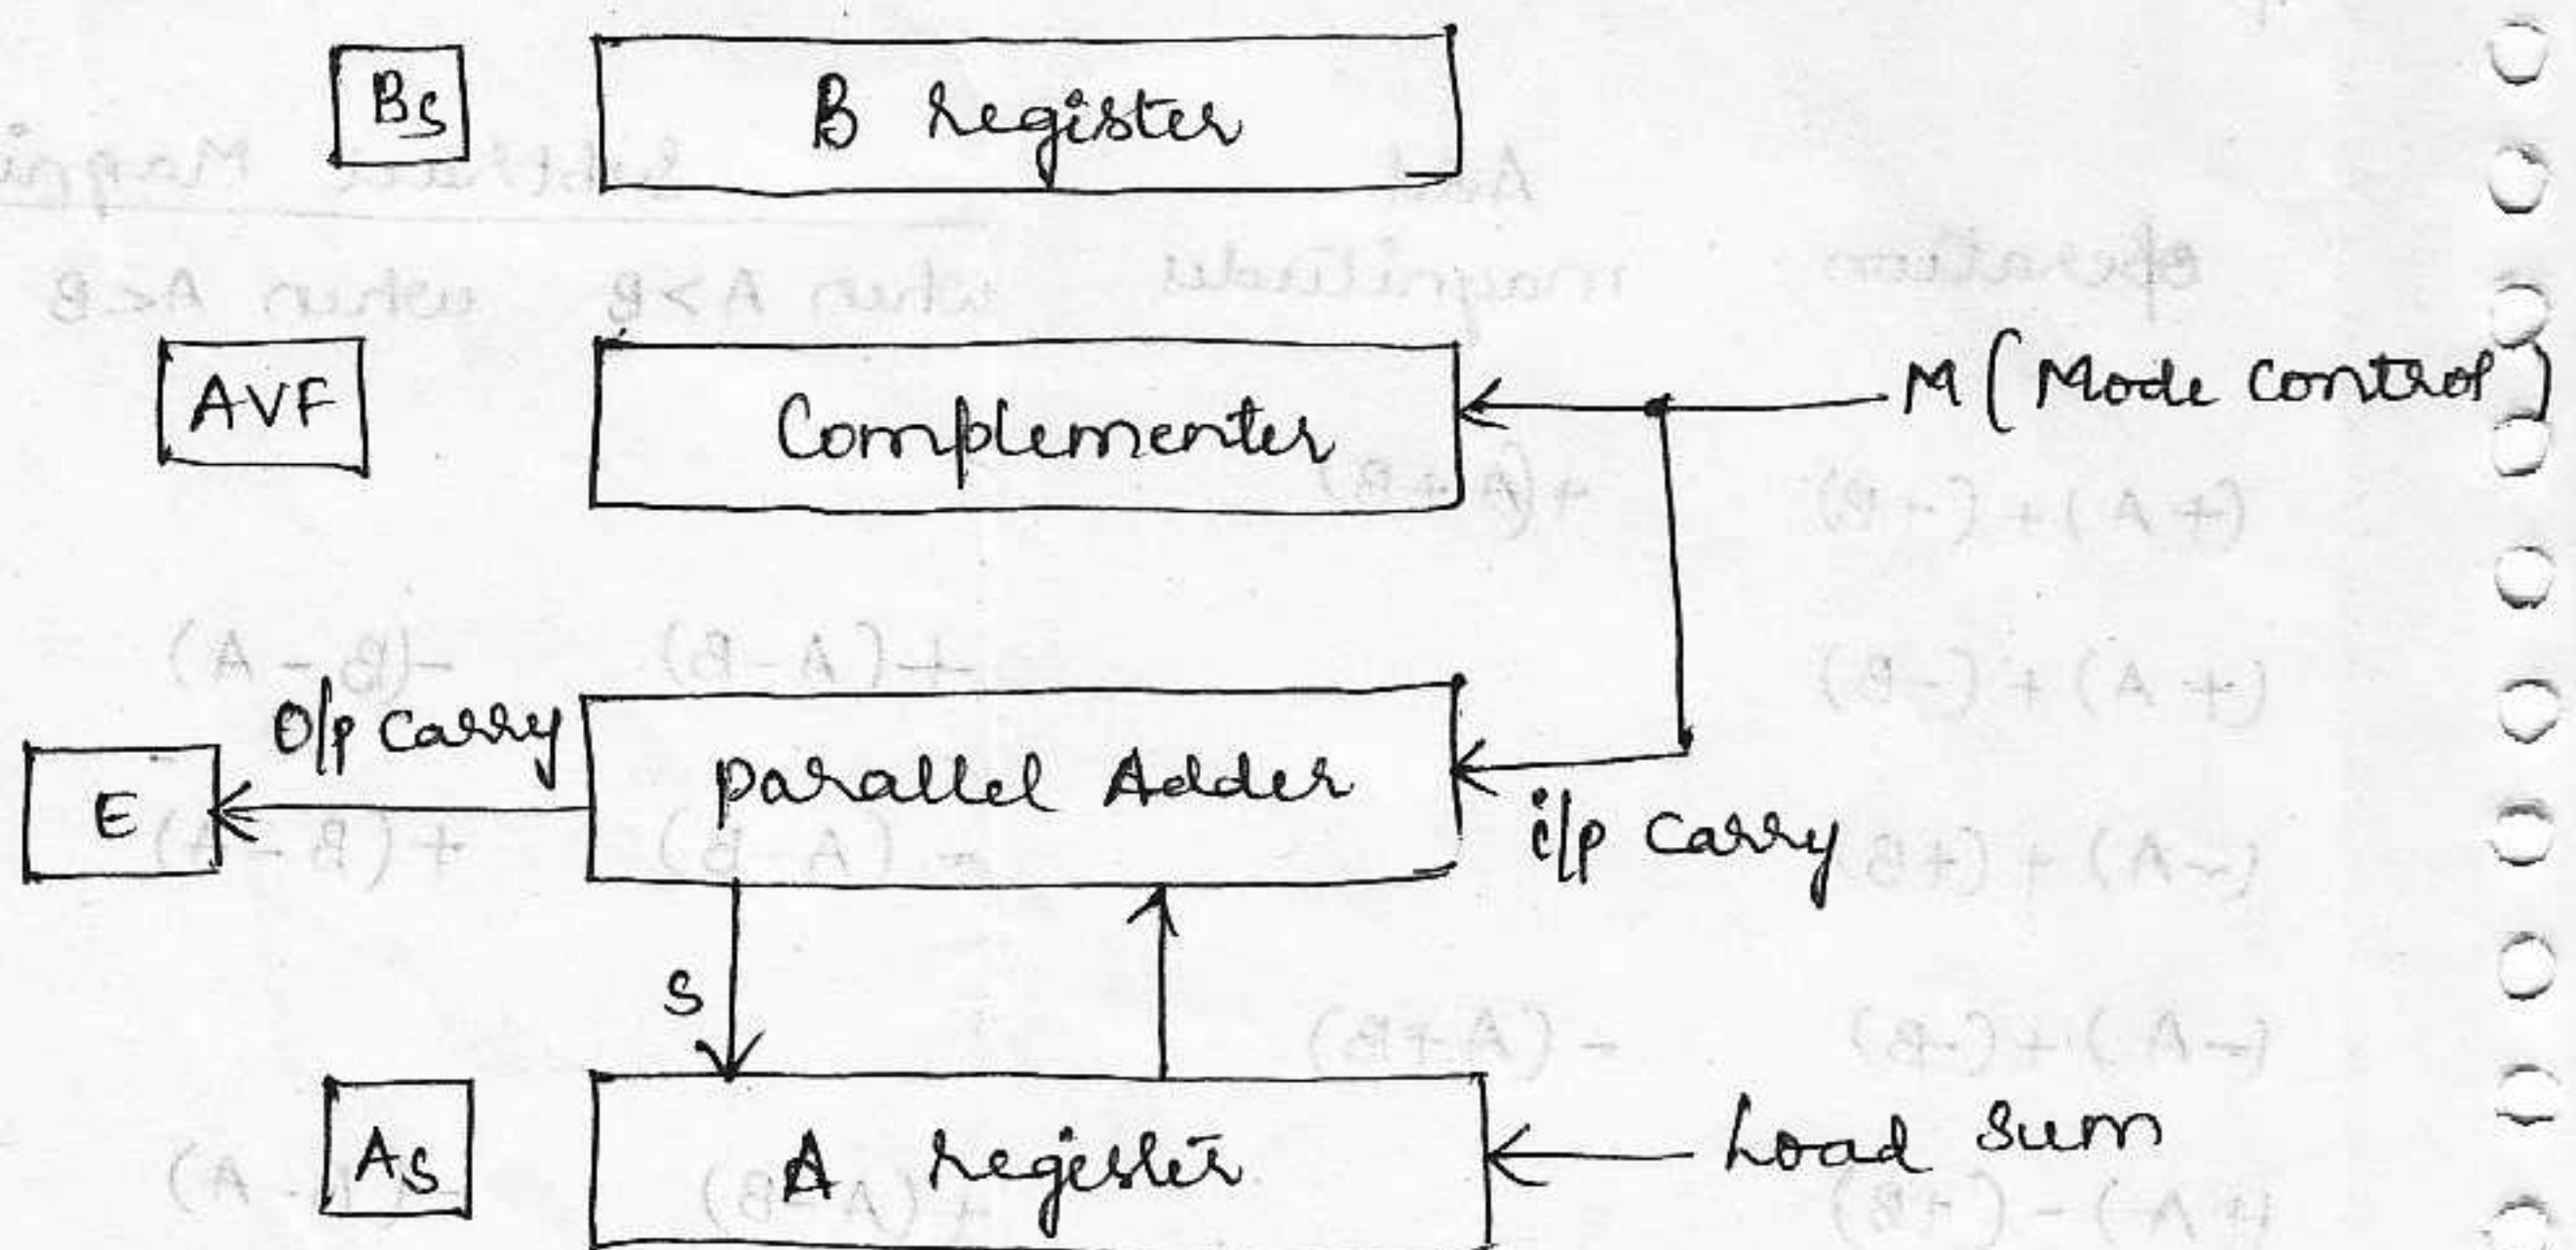 Bs B register
AVF Complementer M (Mode control)
O/p carry
E parallel Adder
i/p carry
S
As A register Load sum